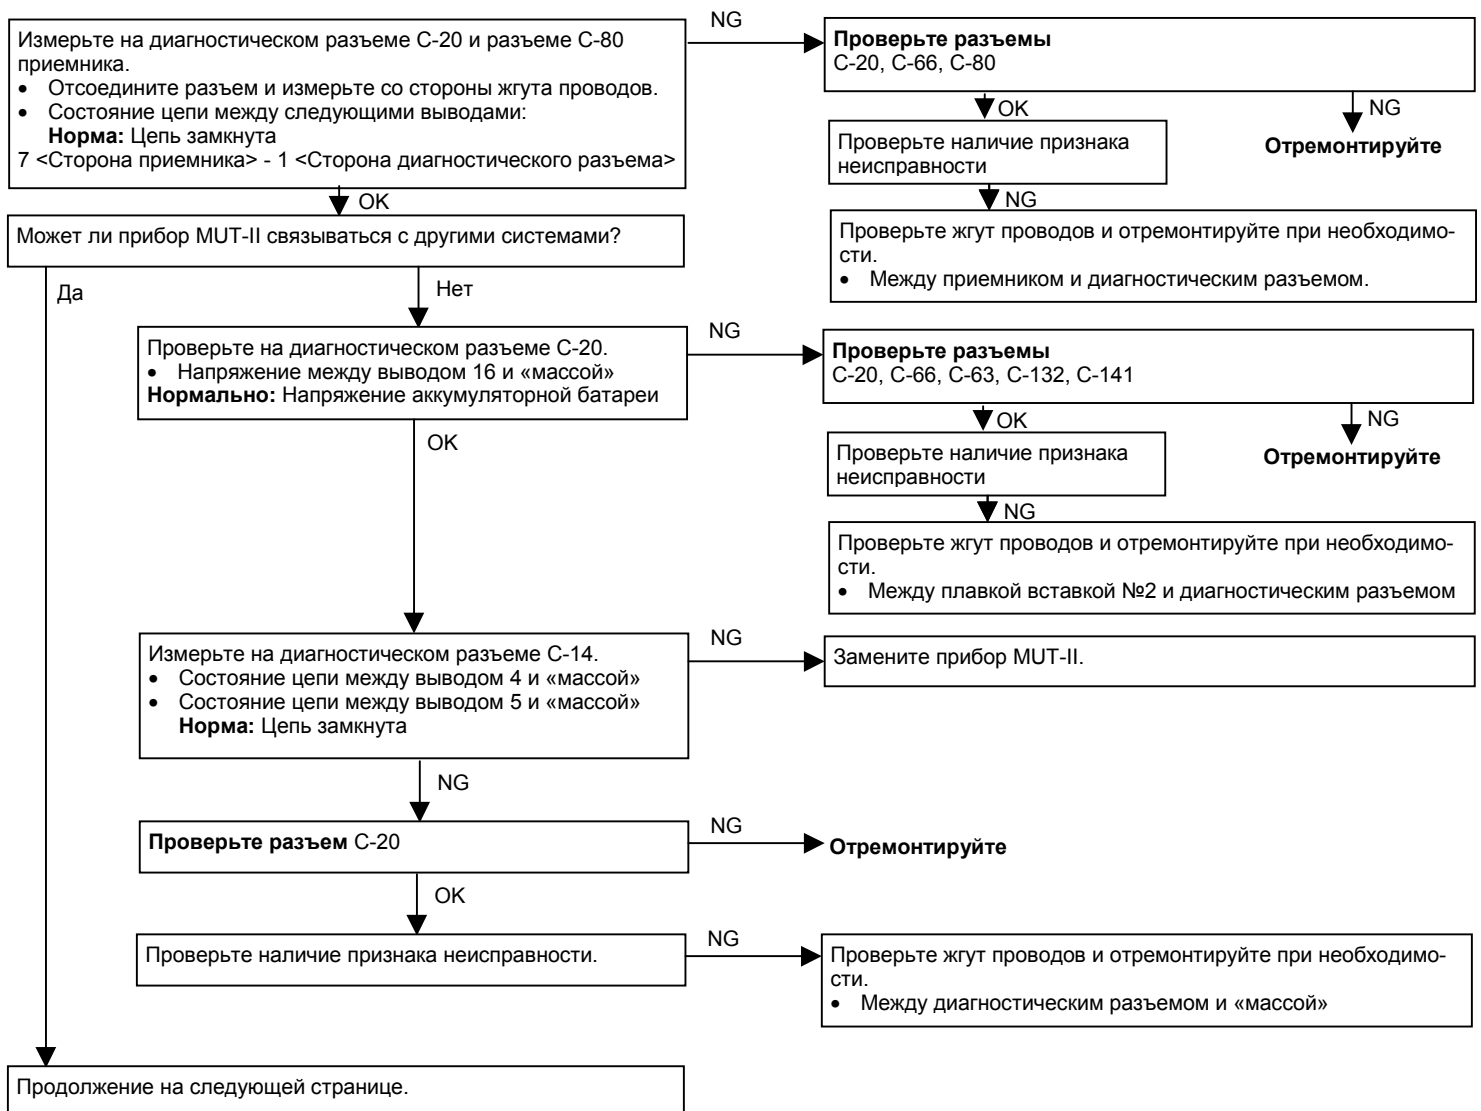 Измерьте на диагностическом разъеме С-20 и разъеме С-80
приемника.
• Отсоедините разъем и измерьте со стороны жгута проводов.
• Состояние цепи между следующими выводами:
Норма: Цепь замкнута
7 <Сторона приемника> - 1 <Сторона диагностического разъема>
NG
Проверьте разъемы
С-20, С-66, С-80
OK
NG
Проверьте наличие признака
неисправности
Отремонтируйте
NG
Проверьте жгут проводов и отремонтируйте при необходимо-
сти.
• Между приемником и диагностическим разъемом.
OK
Может ли прибор MUT-II связываться с другими системами?
Да
Нет
Проверьте на диагностическом разъеме С-20.
• Напряжение между выводом 16 и «массой»
Нормально: Напряжение аккумуляторной батареи
NG
Проверьте разъемы
С-20, С-66, С-63, С-132, С-141
OK
NG
Проверьте наличие признака
неисправности
Отремонтируйте
NG
Проверьте жгут проводов и отремонтируйте при необходимо-
сти.
• Между плавкой вставкой №2 и диагностическим разъемом
OK
Измерьте на диагностическом разъеме С-14.
• Состояние цепи между выводом 4 и «массой»
• Состояние цепи между выводом 5 и «массой»
Норма: Цепь замкнута
NG
Замените прибор MUT-II.
NG
Проверьте разъем С-20
NG
Отремонтируйте
OK
Проверьте наличие признака неисправности.
NG
Проверьте жгут проводов и отремонтируйте при необходимо-
сти.
• Между диагностическим разъемом и «массой»
Продолжение на следующей странице.